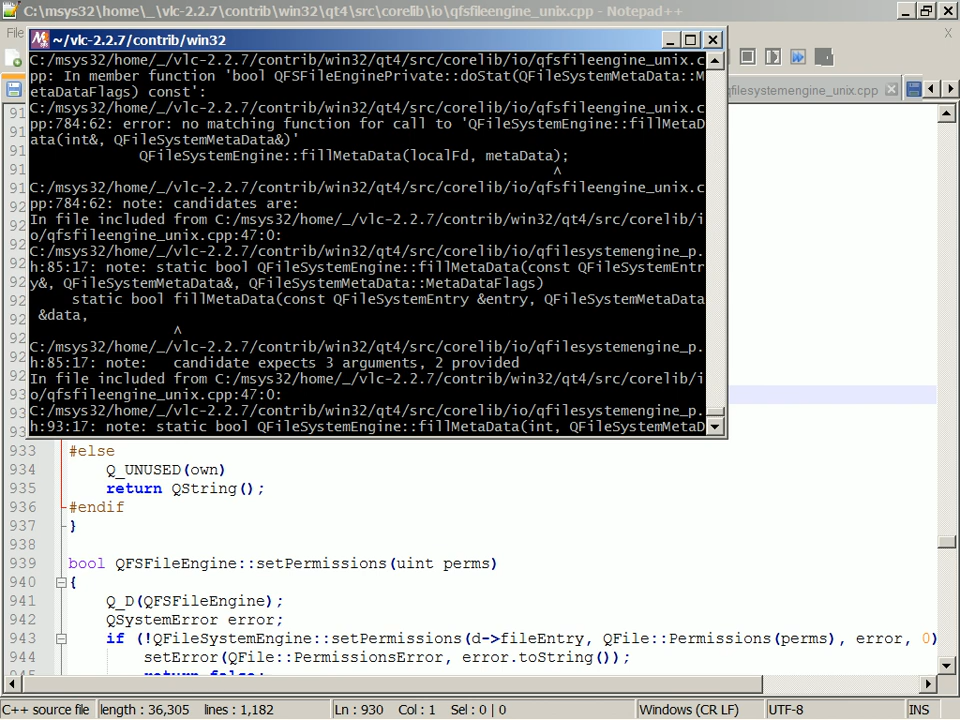 C:\msys32\home\_\vlc-2.2.7\contrib\win32\qt4\src\corelib\io\qfsfileengine_unix.cpp - Notepad++
File
X
~/vlc-2.2.7/contrib/win32
C:/msys32/home/_/vlc-2.2.7/contrib/win32/qt4/src/corelib/io/qfsfileengine_unix.c
pp: In member function 'bool QFSFileEnginePrivate::doStat(QFileSystemMetaData::M
etaDataFlags) const':
C:/msys32/home/_/vlc-2.2.7/contrib/win32/qt4/src/corelib/io/qfsfileengine_unix.c
pp:784:62: error: no matching function for call to 'QFileSystemEngine::fillMetaD
ata(int&, QFileSystemMetaData&)'
QFileSystemEngine::fillMetaData(localFd, metaData);
^
C:/msys32/home/_/vlc-2.2.7/contrib/win32/qt4/src/corelib/io/qfsfileengine_unix.c
pp:784:62: note: candidates are:
In file included from C:/msys32/home/_/vlc-2.2.7/contrib/win32/qt4/src/corelib/i
o/qfsfileengine_unix.cpp:47:0:
C:/msys32/home/_/vlc-2.2.7/contrib/win32/qt4/src/corelib/io/qfilesystemengine_p.
h:85:17: note: static bool QFileSystemEngine::fillMetaData(const QFileSystemEntr
y&, QFileSystemMetaData&, QFileSystemMetaData::MetaDataFlags)
static bool fillMetaData(const QFileSystemEntry &entry, QFileSystemMetaData
&data,
^
C:/msys32/home/_/vlc-2.2.7/contrib/win32/qt4/src/corelib/io/qfilesystemengine_p.
h:85:17: note:   candidate expects 3 arguments, 2 provided
In file included from C:/msys32/home/_/vlc-2.2.7/contrib/win32/qt4/src/corelib/i
o/qfsfileengine_unix.cpp:47:0:
C:/msys32/home/_/vlc-2.2.7/contrib/win32/qt4/src/corelib/io/qfilesystemengine_p.
h:93:17: note: static bool QFileSystemEngine::fillMetaData(int, QFileSystemMetaD
filesystemengine_unix.cpp
933 #else
934 Q_UNUSED(own)
935 return QString();
936 #endif
937 }
938
939 bool QFSFileEngine::setPermissions(uint perms)
940 {
941 Q_D(QFSFileEngine);
942 QSystemError error;
943 if (!QFileSystemEngine::setPermissions(d->fileEntry, QFile::Permissions(perms), error, 0)
944 setError(QFile::PermissionsError, error.toString());
945 return false;
C++ source file length : 36,305 lines : 1,182 Ln : 930 Col : 1 Sel : 0 | 0 Windows (CR LF) UTF-8 INS